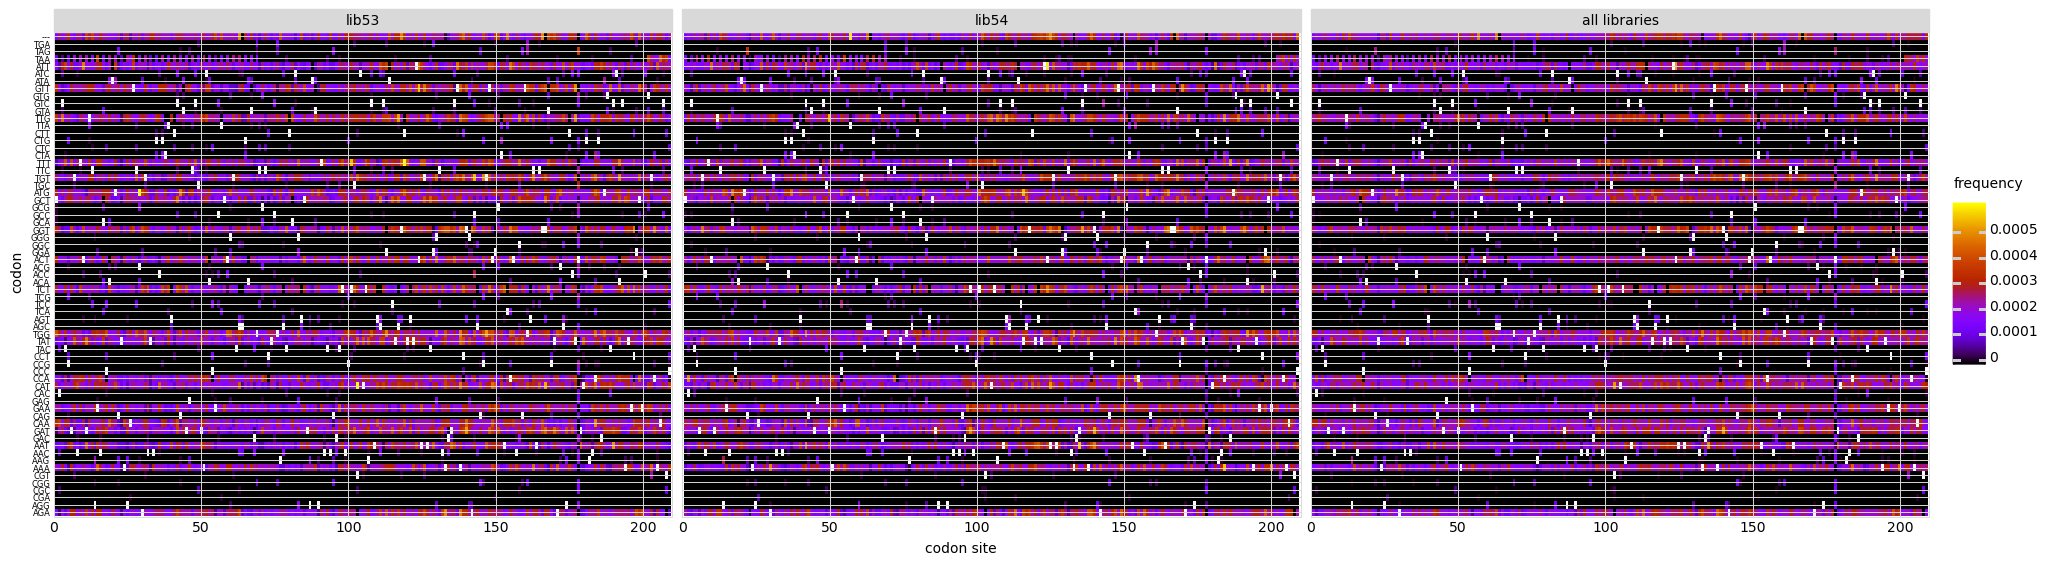 lib53
lib54
all libraries
codon
---
TGA
TAG
TAA
ATT
ATC
ATA
GTT
GTG
GTC
GTA
TTG
TTA
CTT
CTG
CTC
CTA
TTT
TTC
TGT
TGC
ATG
GCT
GCG
GCC
GCA
GGT
GGG
GGC
GGA
ACT
ACG
ACC
ACA
TCT
TCG
TCC
TCA
AGT
AGC
TGG
TAT
TAC
CCT
CCG
CCC
CCA
CAT
CAC
GAG
GAA
CAG
CAA
GAT
GAC
AAT
AAC
AAG
AAA
CGT
CGG
CGC
CGA
AGG
AGA
0 50 100 150 200
0 50 100 150 200
0 50 100 150 200
codon site
frequency
0.0005
0.0004
0.0003
0.0002
0.0001
0